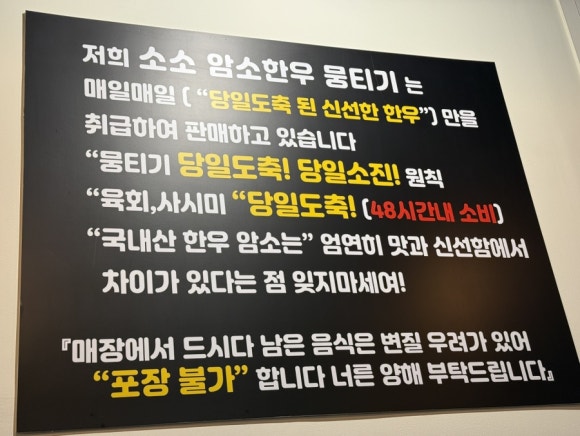 저희 소소 암소한우 뭉티기 는
매일매일 ( “당일도축 된 신선한 한우”) 만을
취급하여 판매하고 있습니다
“뭉티기 당일도축! 당일소진! 원칙
“육회,사시미 “당일도축! (48시간내 소비)
“국내산 한우 암소는” 엄연히 맛과 신선함에서
차이가 있다는 점 잊지마세여!
『매장에서 드시다 남은 음식은 변질 우려가 있어
“포장 불가” 합니다 너른 양해 부탁드립니다』